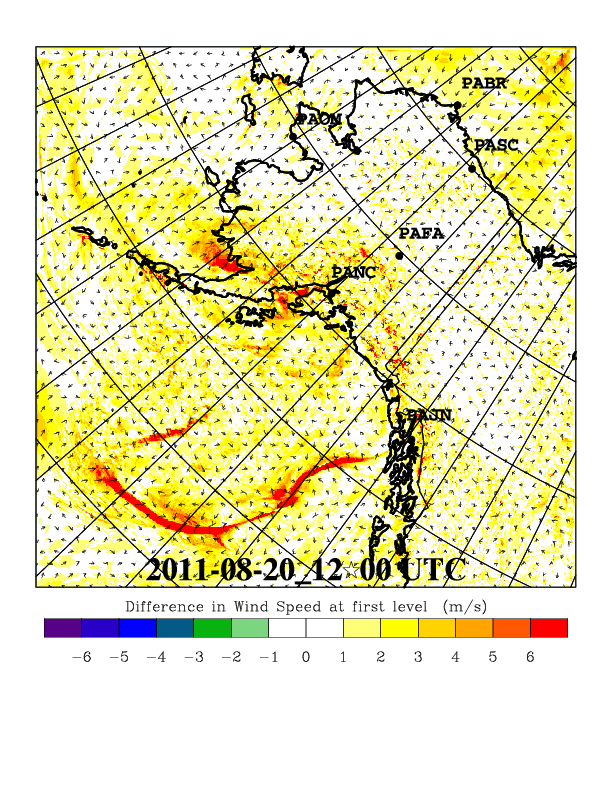 PABR
PAOM
PASC
PAFA
PANC
PAJN
2011-08-20_12:00 UTC
Difference in Wind Speed at first level (m/s)
−6 −5 −4 −3 −2 −1 0 1 2 3 4 5 6